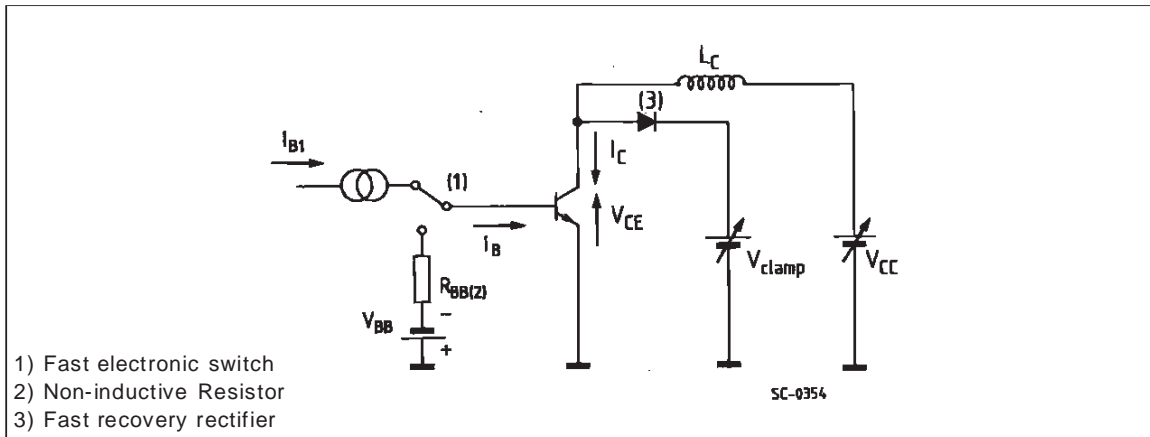 L_C
(3)
I_B1
I_C
(1)
V_CE
i_B
R_BB(2)
V_BB
−
+
V_clamp
V_CC
SC-0354
1) Fast electronic switch
2) Non-inductive Resistor
3) Fast recovery rectifier